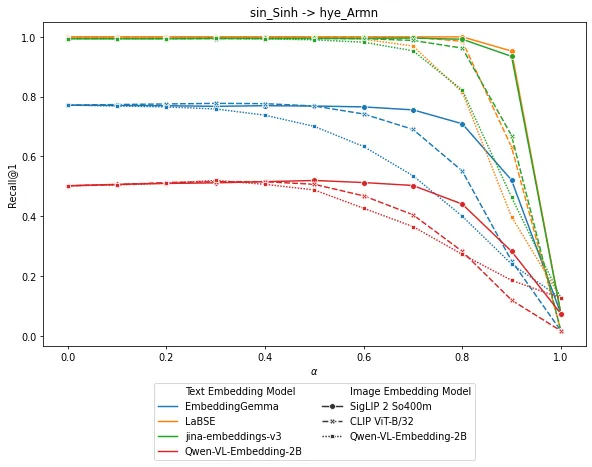 sin_Sinh -> hye_Armn
1.0
0.8
0.6
0.4
0.2
0.0
Recall@1
0.0 0.2 0.4 0.6 0.8 1.0
α
Text Embedding Model Image Embedding Model
EmbeddingGemma SigLIP 2 So400m
LaBSE CLIP ViT-B/32
jina-embeddings-v3 Qwen-VL-Embedding-2B
Qwen-VL-Embedding-2B